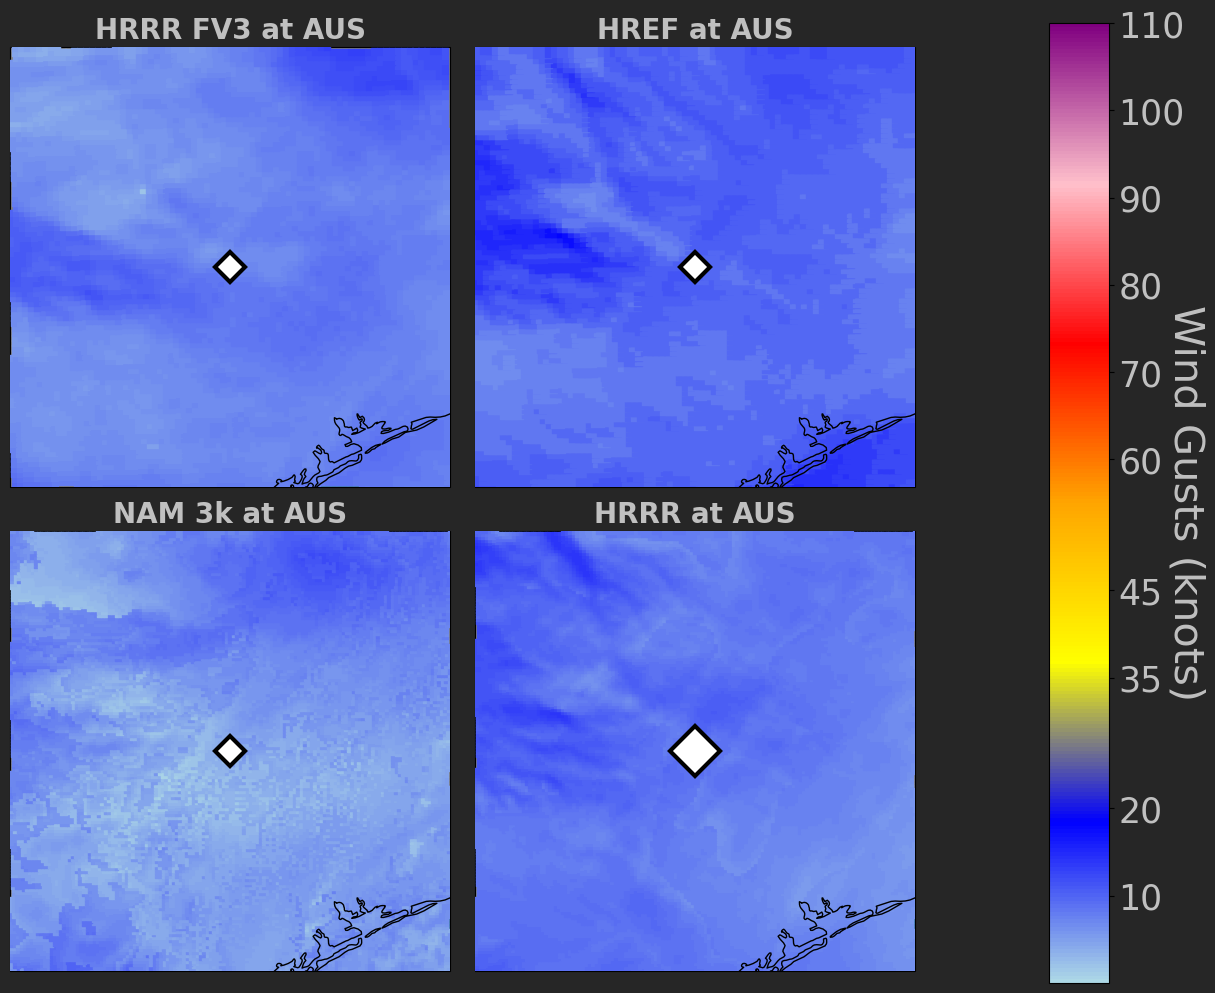 HRRR FV3 at AUS
HREF at AUS
NAM 3k at AUS
HRRR at AUS
110
100
90
80
70
60
45
35
20
10
Wind Gusts (knots)